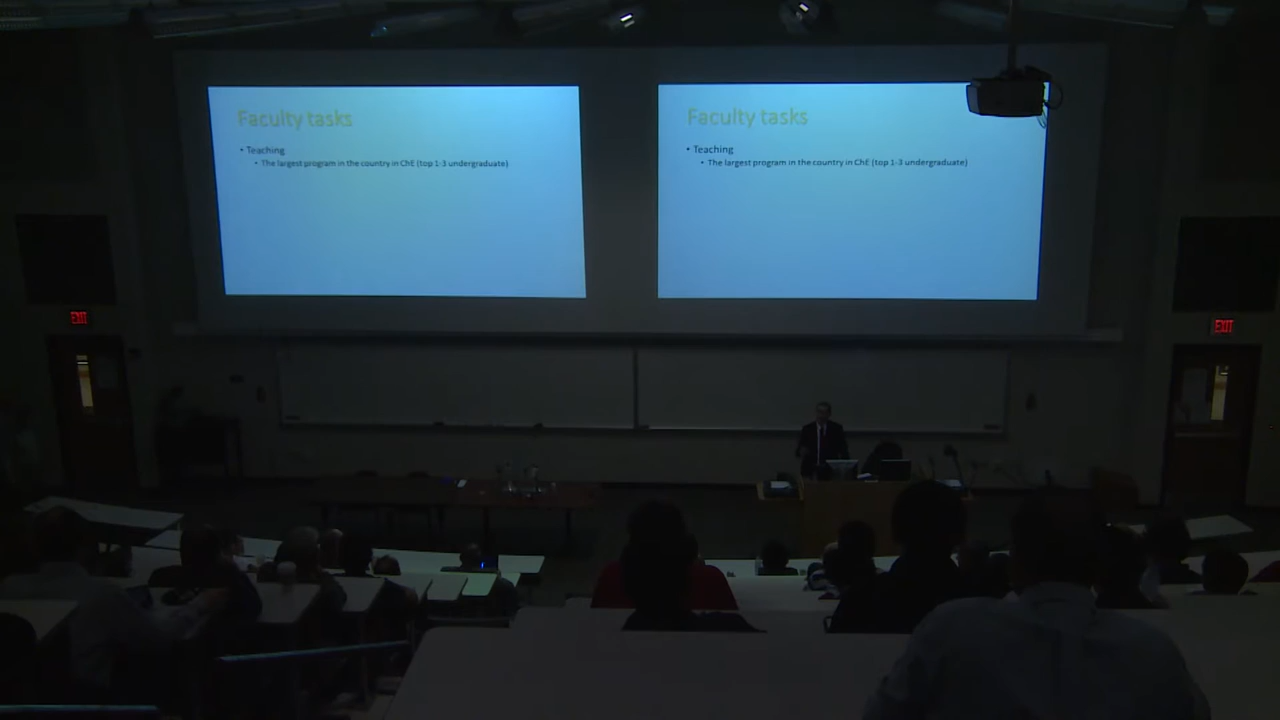 Faculty tasks
• Teaching
• The largest program in the country in ChE (top 1-3 undergraduate)
Faculty tasks
• Teaching
• The largest program in the country in ChE (top 1-3 undergraduate)
EXIT
EXIT